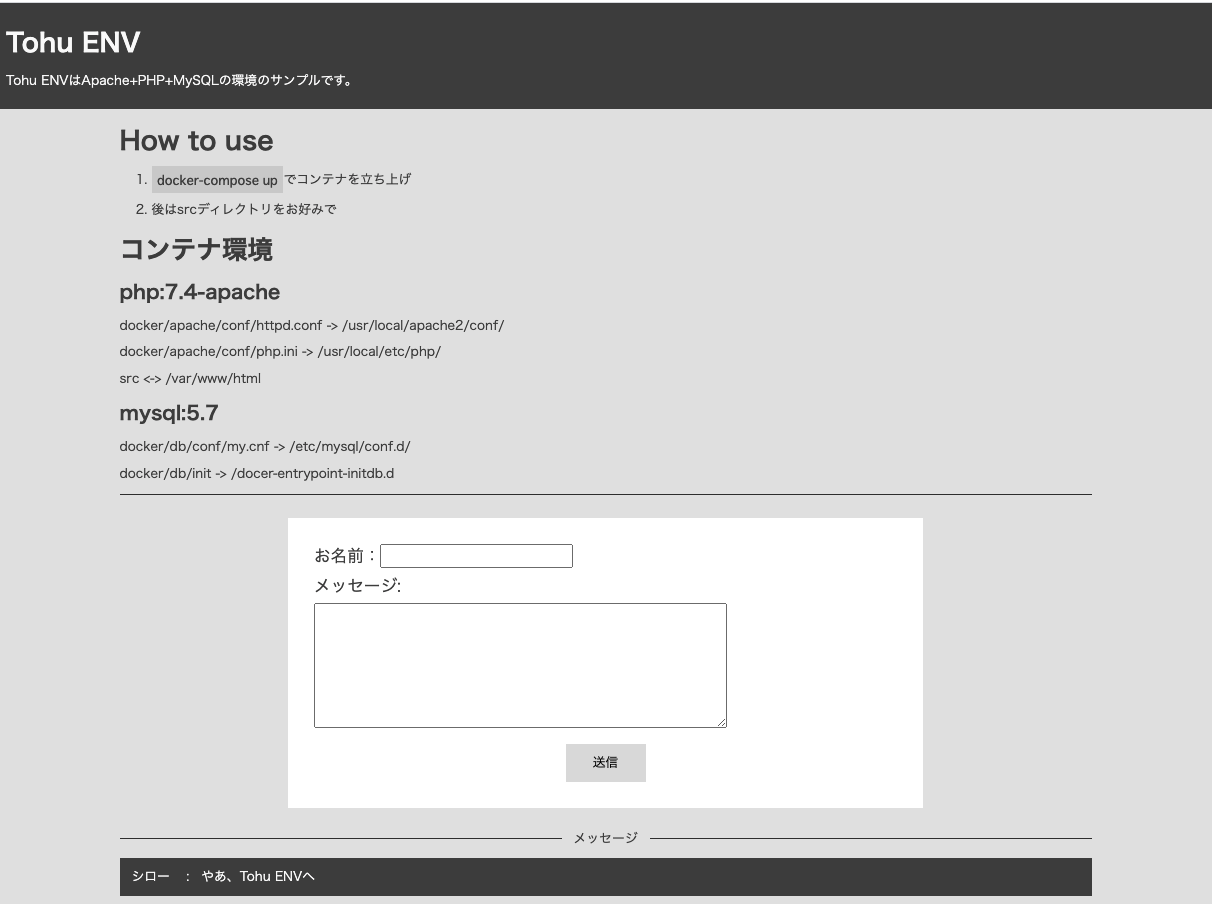 Tohu ENV
Tohu ENVはApache+PHP+MySQLの環境のサンプルです。
How to use
1. docker-compose up でコンテナを立ち上げ
2. 後はsrcディレクトリをお好みで
コンテナ環境
php:7.4-apache
docker/apache/conf/httpd.conf -> /usr/local/apache2/conf/
docker/apache/conf/php.ini -> /usr/local/etc/php/
src <-> /var/www/html
mysql:5.7
docker/db/conf/my.cnf -> /etc/mysql/conf.d/
docker/db/init -> /docer-entrypoint-initdb.d
お名前：
メッセージ:
送信
メッセージ
シロー : やあ、Tohu ENVへ